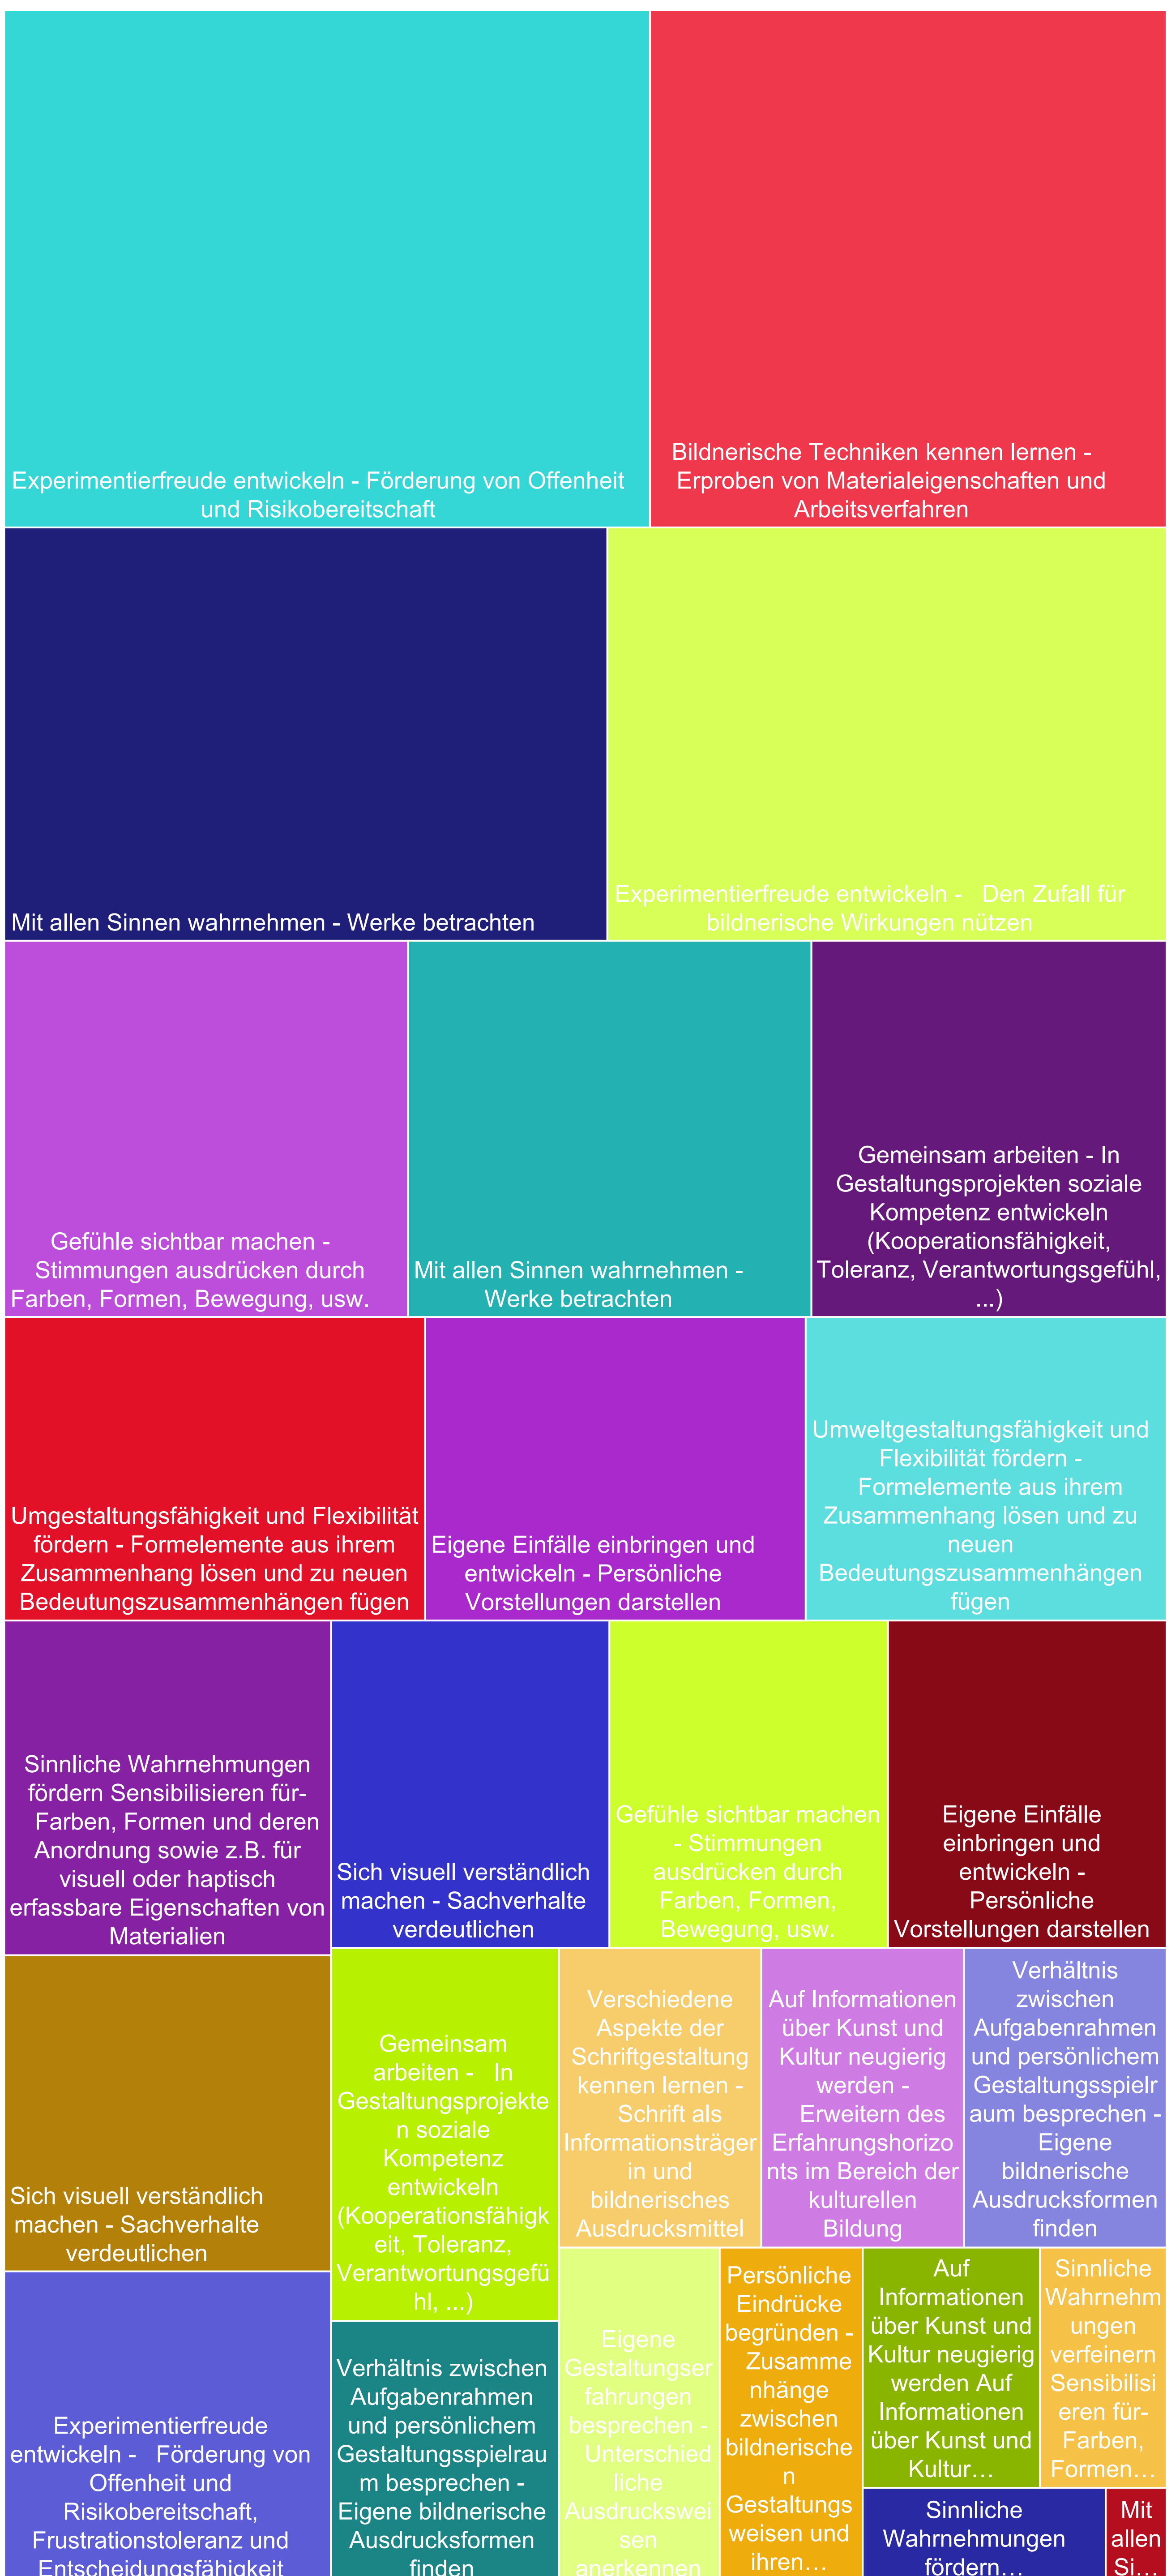 Experimentierfreude entwickeln - Förderung von Offenheit
und Risikobereitschaft
Bildnerische Techniken kennen lernen -
Erproben von Materialeigenschaften und
Arbeitsverfahren
Mit allen Sinnen wahrnehmen - Werke betrachten
Experimentierfreude entwickeln - Den Zufall für
bildnerische Wirkungen nützen
Gefühle sichtbar machen -
Stimmungen ausdrücken durch
Farben, Formen, Bewegung, usw.
Mit allen Sinnen wahrnehmen -
Werke betrachten
Gemeinsam arbeiten - In
Gestaltungsprojekten soziale
Kompetenz entwickeln
(Kooperationsfähigkeit,
Toleranz, Verantwortungsgefühl,
...)
Umgestaltungsfähigkeit und Flexibilität
fördern - Formelemente aus ihrem
Zusammenhang lösen und zu neuen
Bedeutungszusammenhängen fügen
Eigene Einfälle einbringen und
entwickeln - Persönliche
Vorstellungen darstellen
Umweltgestaltungsfähigkeit und
Flexibilität fördern -
Formelemente aus ihrem
Zusammenhang lösen und zu
neuen
Bedeutungszusammenhängen
fügen
Sinnliche Wahrnehmungen
fördern Sensibilisieren für-
Farben, Formen und deren
Anordnung sowie z.B. für
visuell oder haptisch
erfassbare Eigenschaften von
Materialien
Sich visuell verständlich
machen - Sachverhalte
verdeutlichen
Gefühle sichtbar machen
- Stimmungen
ausdrücken durch
Farben, Formen,
Bewegung, usw.
Eigene Einfälle
einbringen und
entwickeln -
Persönliche
Vorstellungen darstellen
Sich visuell verständlich
machen - Sachverhalte
verdeutlichen
Gemeinsam
arbeiten - In
Gestaltungsprojekte
n soziale
Kompetenz
entwickeln
(Kooperationsfähigk
eit, Toleranz,
Verantwortungsgefü
hl, ...)
Verschiedene
Aspekte der
Schriftgestaltung
kennen lernen -
Schrift als
Informationsträger
in und
bildnerisches
Ausdrucksmittel
Auf Informationen
über Kunst und
Kultur neugierig
werden -
Erweitern des
Erfahrungshorizo
nts im Bereich der
kulturellen
Bildung
Verhältnis
zwischen
Aufgabenrahmen
und persönlichem
Gestaltungsspielr
aum besprechen -
Eigene
bildnerische
Ausdrucksformen
finden
Experimentierfreude
entwickeln - Förderung von
Offenheit und
Risikobereitschaft,
Frustrationstoleranz und
Entscheidungsfähigkeit
Verhältnis zwischen
Aufgabenrahmen
und persönlichem
Gestaltungsspielrau
m besprechen -
Eigene bildnerische
Ausdrucksformen
finden
Eigene
Gestaltungser
fahrungen
besprechen -
Unterschied
liche
Ausdruckswei
sen
anerkennen
Persönliche
Eindrücke
begründen -
Zusamme
nhänge
zwischen
bildnerische
n
Gestaltungs
weisen und
ihren…
Auf
Informationen
über Kunst und
Kultur neugierig
werden Auf
Informationen
über Kunst und
Kultur…
Sinnliche
Wahrnehm
ungen
verfeinern
Sensibilisi
eren für-
Farben,
Formen…
Sinnliche
Wahrnehmungen
fördern…
Mit
allen
Si…